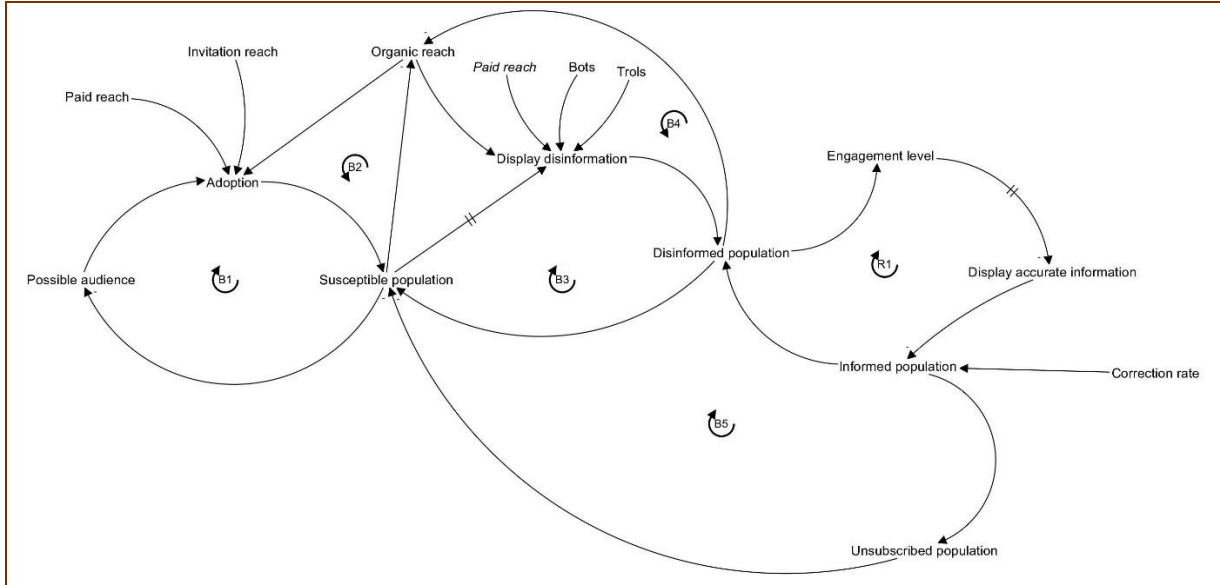 Organic reach
Invitation reach
Paid reach
Bots
Trols
Paid reach
B4
Display disinformation
Engagement level
B2
Adoption
Disinformed population
R1
Display accurate information
Possible audience
B1
Susceptible population
B3
Informed population
Correction rate
B5
Unsubscribed population